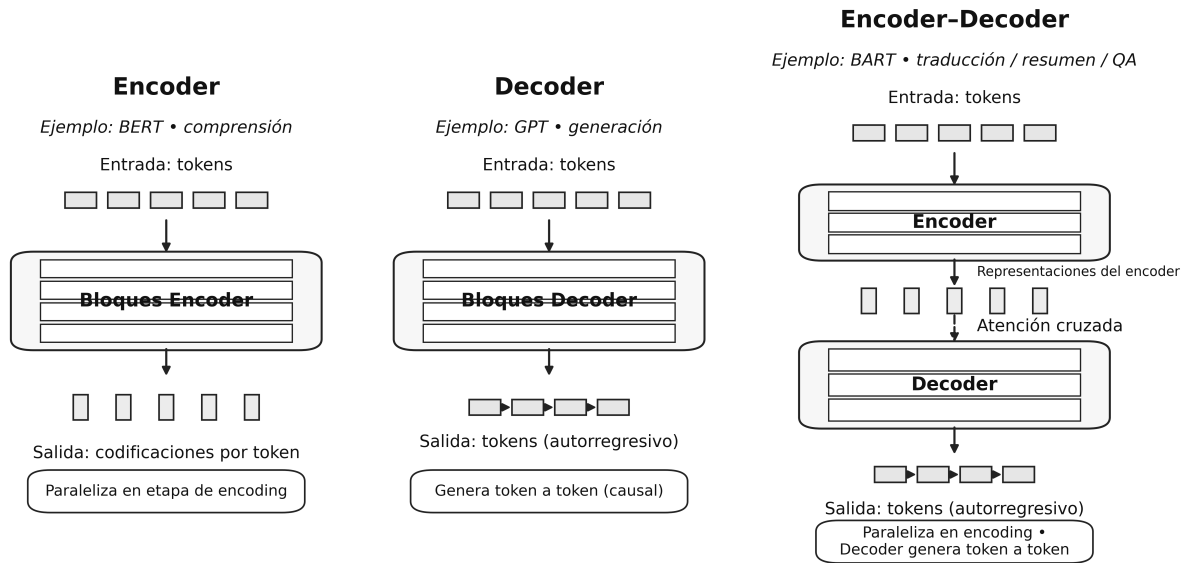 Encoder
Ejemplo: BERT • comprensión
Entrada: tokens
Bloques Encoder
Salida: codificaciones por token
Paraleliza en etapa de encoding
Decoder
Ejemplo: GPT • generación
Entrada: tokens
Bloques Decoder
Salida: tokens (autorregresivo)
Genera token a token (causal)
Encoder–Decoder
Ejemplo: BART • traducción / resumen / QA
Entrada: tokens
Encoder
Representaciones del encoder
Atención cruzada
Decoder
Salida: tokens (autorregresivo)
Paraleliza en encoding •
Decoder genera token a token